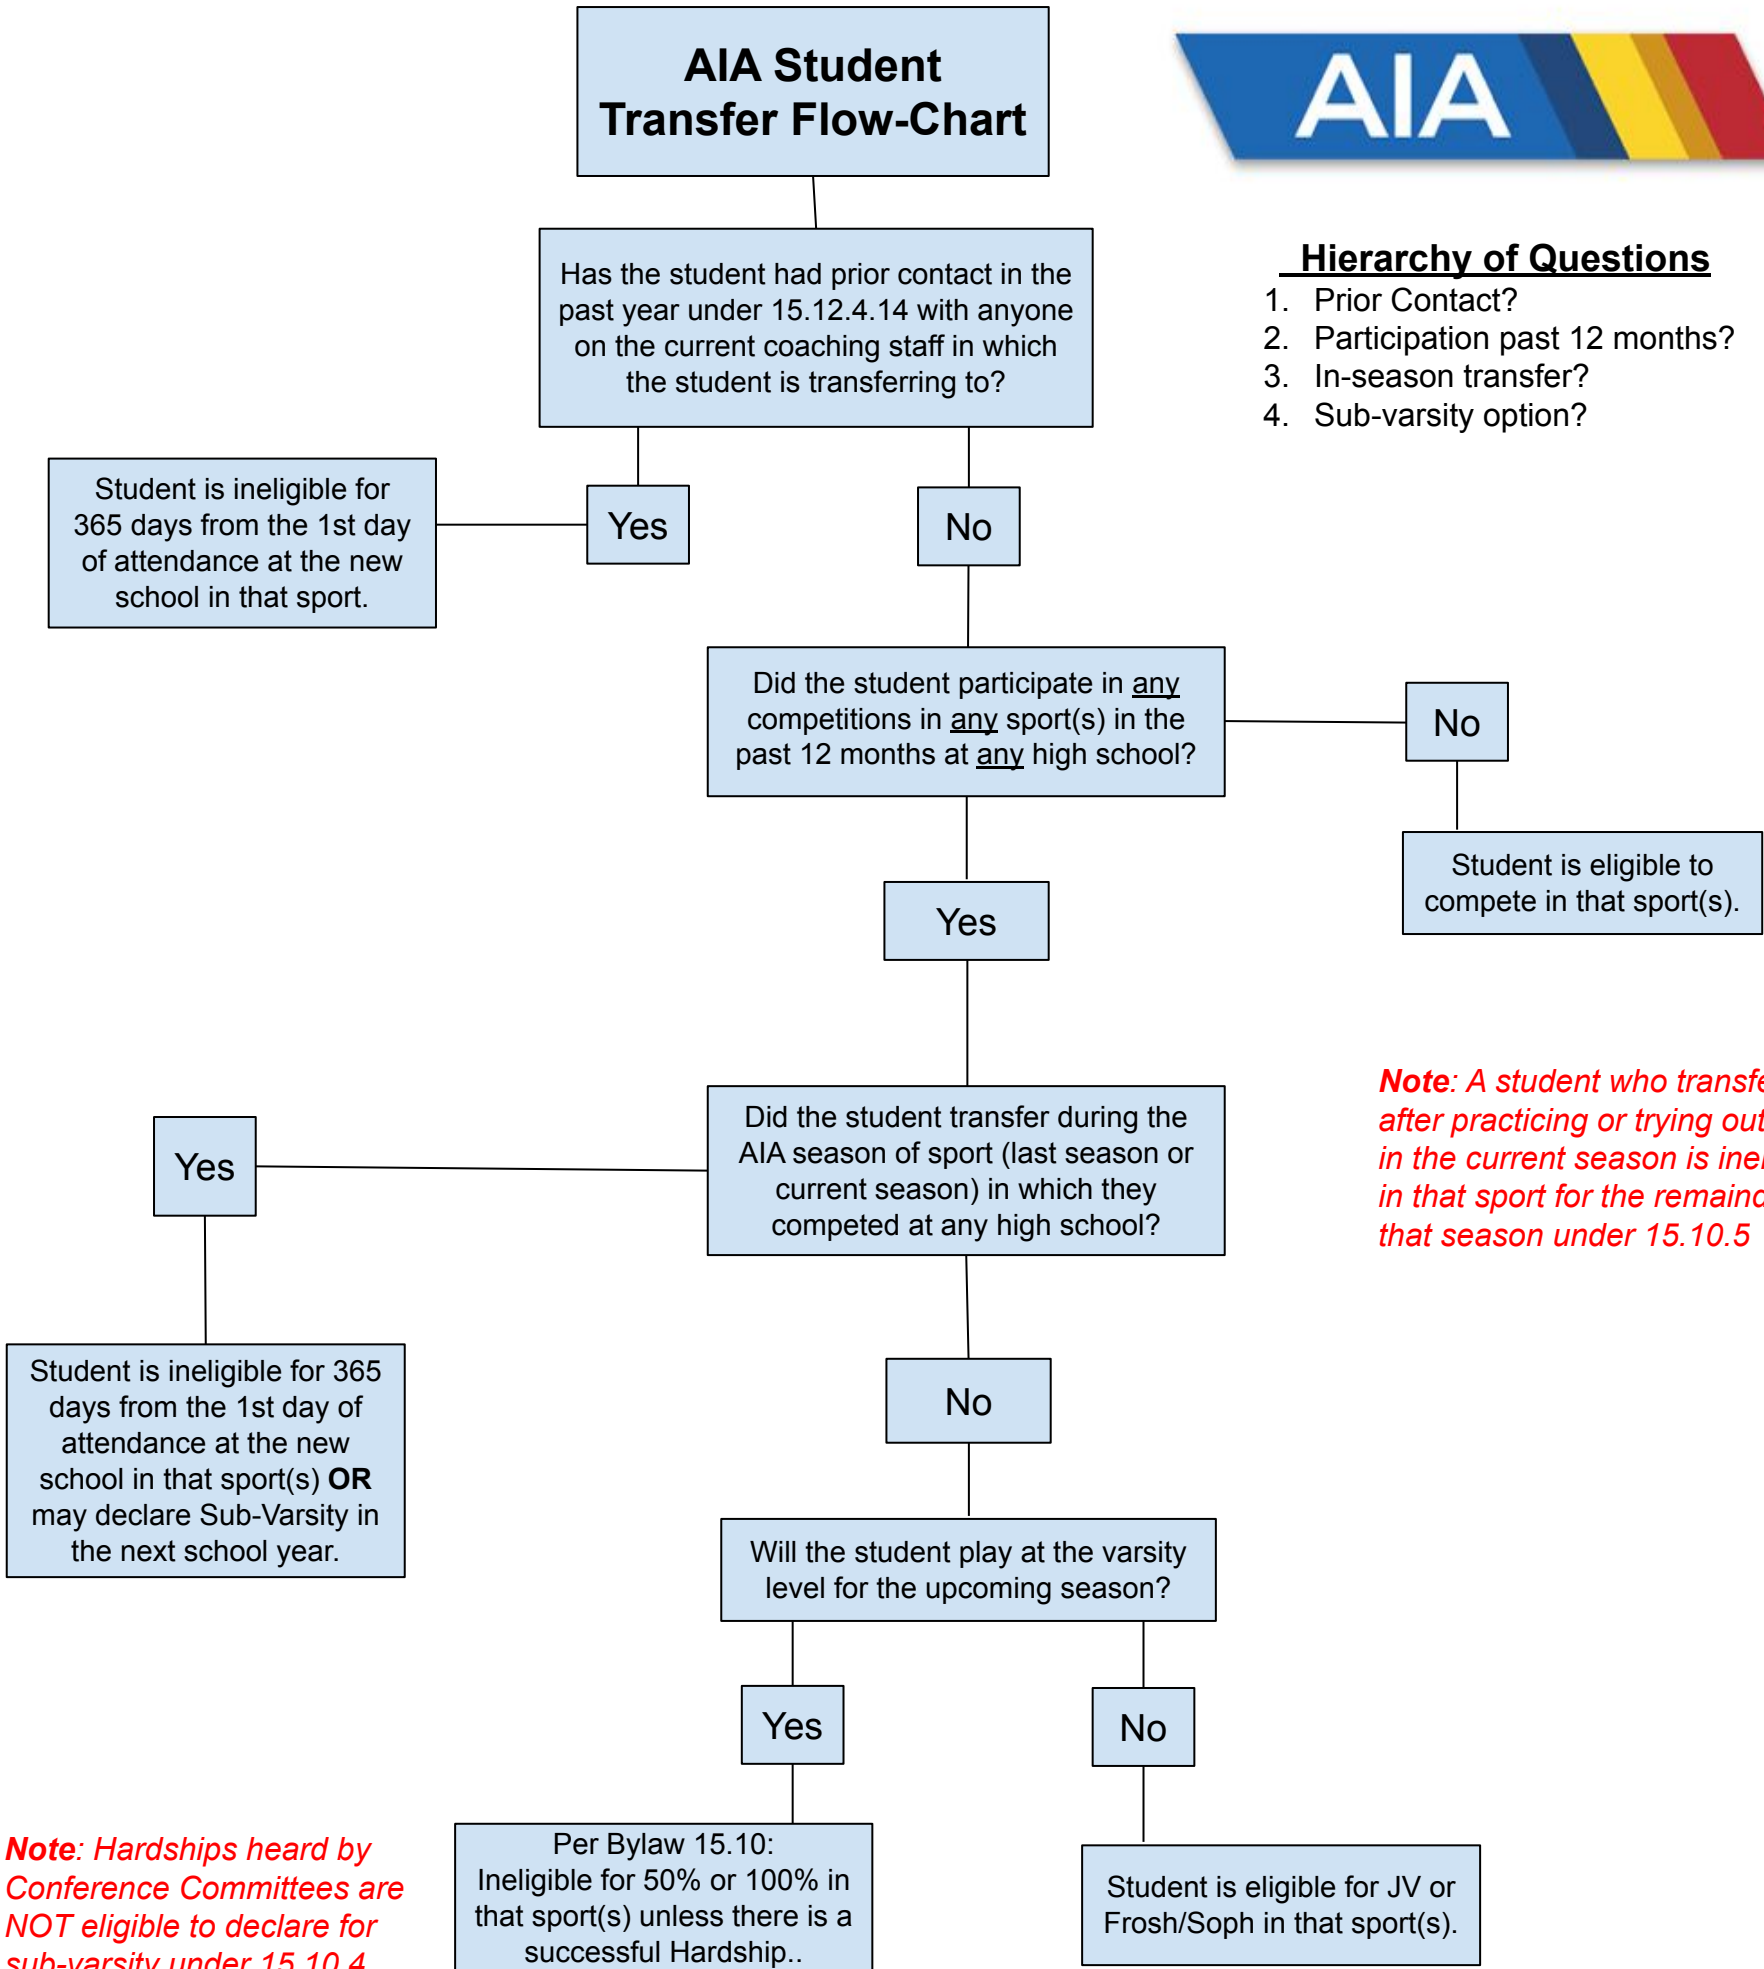 AIA Student
Transfer Flow-Chart
AIA
Hierarchy of Questions
1. Prior Contact?
2. Participation past 12 months?
3. In-season transfer?
4. Sub-varsity option?
Has the student had prior contact in the
past year under 15.12.4.14 with anyone
on the current coaching staff in which
the student is transferring to?
Yes
No
Student is ineligible for
365 days from the 1st day
of attendance at the new
school in that sport.
Did the student participate in any
competitions in any sport(s) in the
past 12 months at any high school?
No
Student is eligible to
compete in that sport(s).
Yes
Note: A student who
after practicing or trying out
in the current season is
in that sport for the
that season under 15.10.5
Did the student transfer during the
AIA season of sport (last season or
current season) in which they
competed at any high school?
Yes
Student is ineligible for 365
days from the 1st day of
attendance at the new
school in that sport(s) OR
may declare Sub-Varsity in
the next school year.
No
Will the student play at the varsity
level for the upcoming season?
Yes
No
Note: Hardships heard by
Conference Committees are
NOT eligible to declare for
sub-varsity under 15.10.4
Per Bylaw 15.10:
Ineligible for 50% or 100% in
that sport(s) unless there is a
successful Hardship..
Student is eligible for JV or
Frosh/Soph in that sport(s).